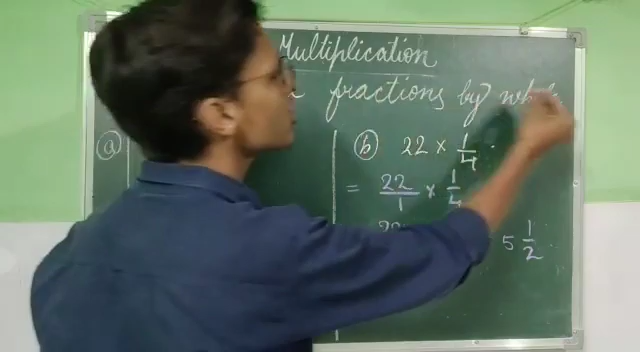 Multiplication
fractions by whole
(a)
(b) 22 × 1/4
= 22/1 × 1/4
5 1/2